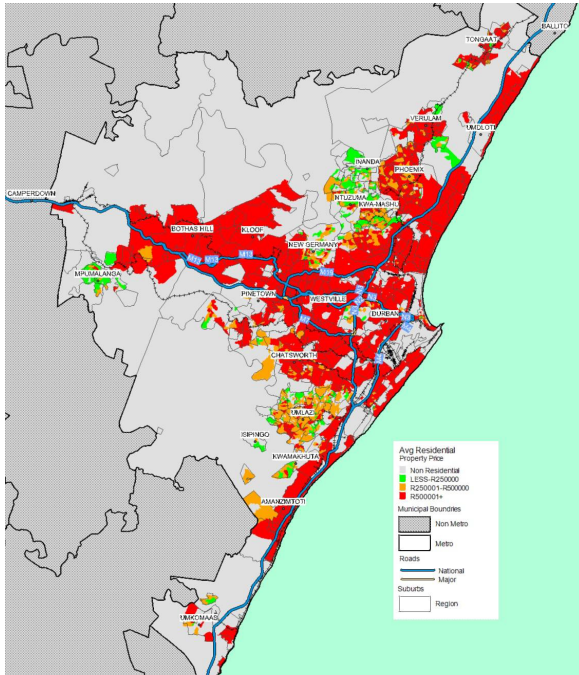 BALLITO
TONGAAT
VERULAM
UMDLOTI
INANDA
PHOENIX
CAMPERDOWN
NTUZUMA
KWA-MASHU
BOTHAS HILL
KLOOF
NEW GERMANY
M13
M13
M19
MPUMALANGA
PINETOWN
WESTVILLE
DURBAN
CHATSWORTH
UMLAZI
ISIPINGO
KWAMAKHUTA
AMANZIMTOTI
UMKOMAAS
Avg Residential
Property Price
Non Residential
LESS-R250000
R250001-R500000
R500001+
Municipal Boundaries
Non Metro
Metro
Roads
National
Major
Suburbs
Region